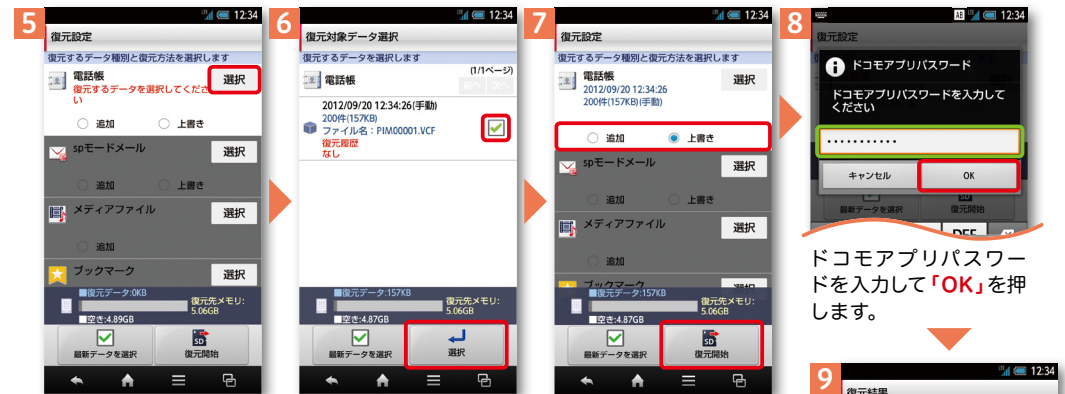 5
12:34
復元設定
復元するデータ種別と復元方法を選択します
電話帳
復元するデータを選択してくださ
い
選択
追加
上書き
spモードメール
選択
追加
上書き
メディアファイル
選択
追加
ブックマーク
選択
■復元データ:0KB
復元先メモリ:
5.06GB
■空き:4.89GB
最新データを選択
復元開始
6
12:34
復元対象データ選択
復元するデータを選択します
電話帳
(1/1ページ)
前へ 次へ
2012/09/20 12:34:26(手動)
200件(157KB)
ファイル名：PIM00001.VCF
復元履歴
なし
■復元データ:157KB
復元先メモリ:
5.06GB
■空き:4.87GB
最新データを選択
選択
7
12:34
復元設定
復元するデータ種別と復元方法を選択します
電話帳
2012/09/20 12:34:26
200件(157KB)(手動)
選択
追加
上書き
spモードメール
選択
追加
上書き
メディアファイル
選択
追加
ブックマーク
選択
■復元データ:157KB
復元先メモリ:
5.06GB
■空き:4.87GB
最新データを選択
SD
復元開始
8
AB
12:34
復元設定
ドコモアプリパスワード
ドコモアプリパスワードを入力して
ください
...........
キャンセル
OK
最新データを選択
復元開始
DEF
ドコモアプリパスワー
ドを入力して「OK」を押
します。
9
12:34
復元結果